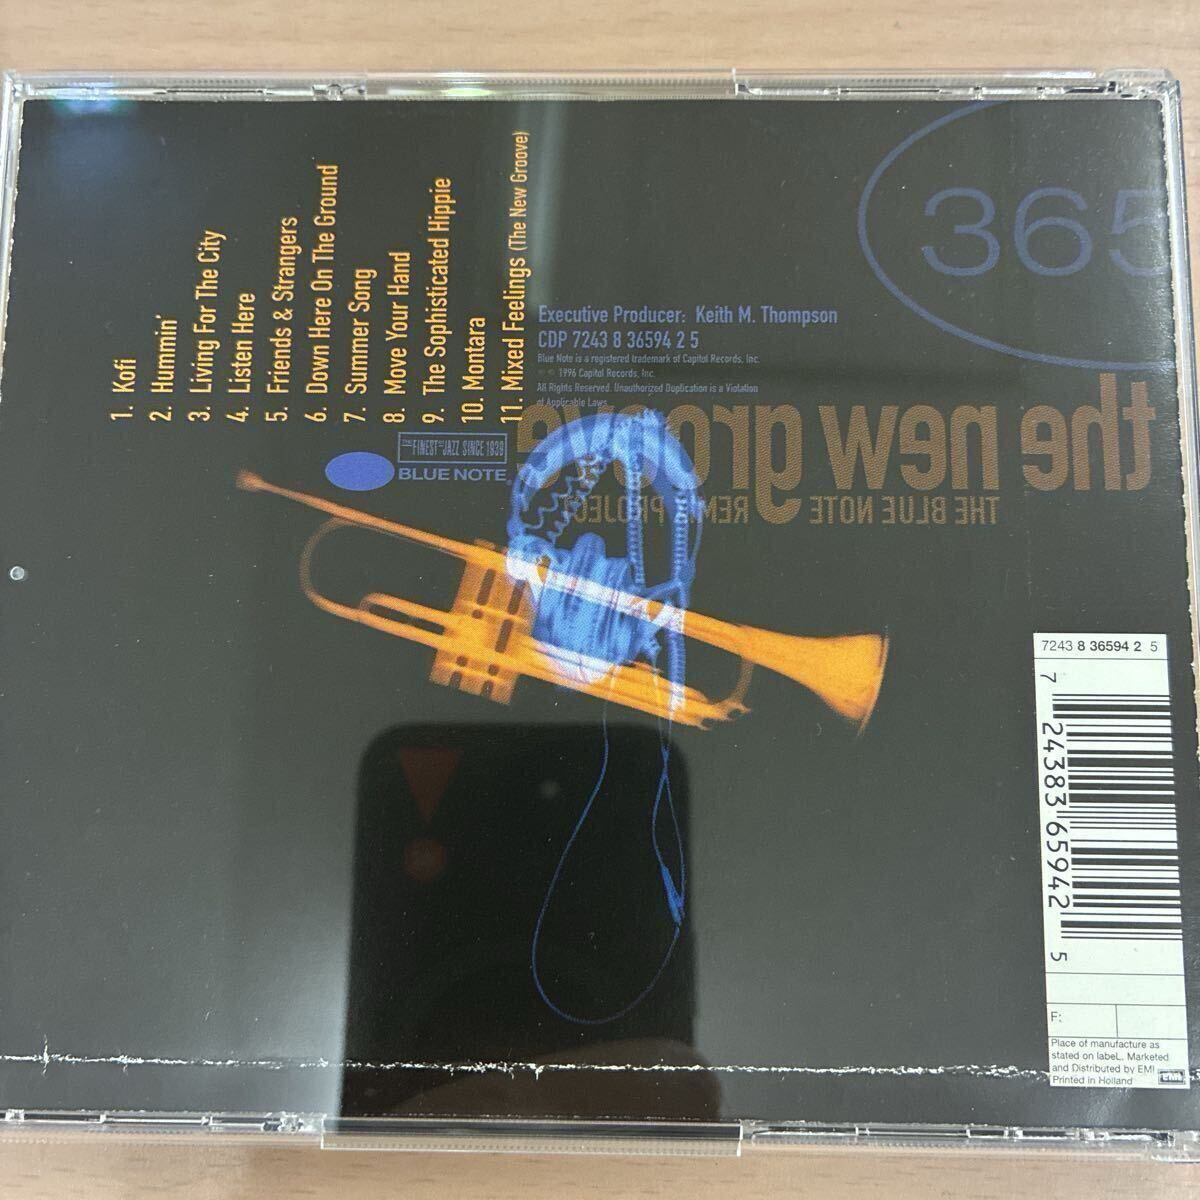 1. Kofi
2. Hummin'
3. Living For The City
4. Listen Here
5. Friends & Strangers
6. Down Here On The Ground
7. Summer Song
8. Move Your Hand
9. The Sophisticated Hippie
10. Montara
11. Mixed Feelings (The New Groove)
365
Executive Producer: Keith M. Thompson
CDP 7243 8 36594 2 5
Blue Note is a registered trademark of Capitol Records, Inc.
℗ © 1996 Capitol Records, Inc.
All Rights Reserved. Unauthorized Duplication is a Violation
of Applicable Laws
the new groove
THE BLUE NOTE REMIX PROJECT
THE FINEST IN JAZZ SINCE 1939
BLUE NOTE
7243 8 36594 2 5
7 24383 65942 5
F:
Place of manufacture as
stated on label. Marketed
and Distributed by EMI
Printed in Holland
EMI